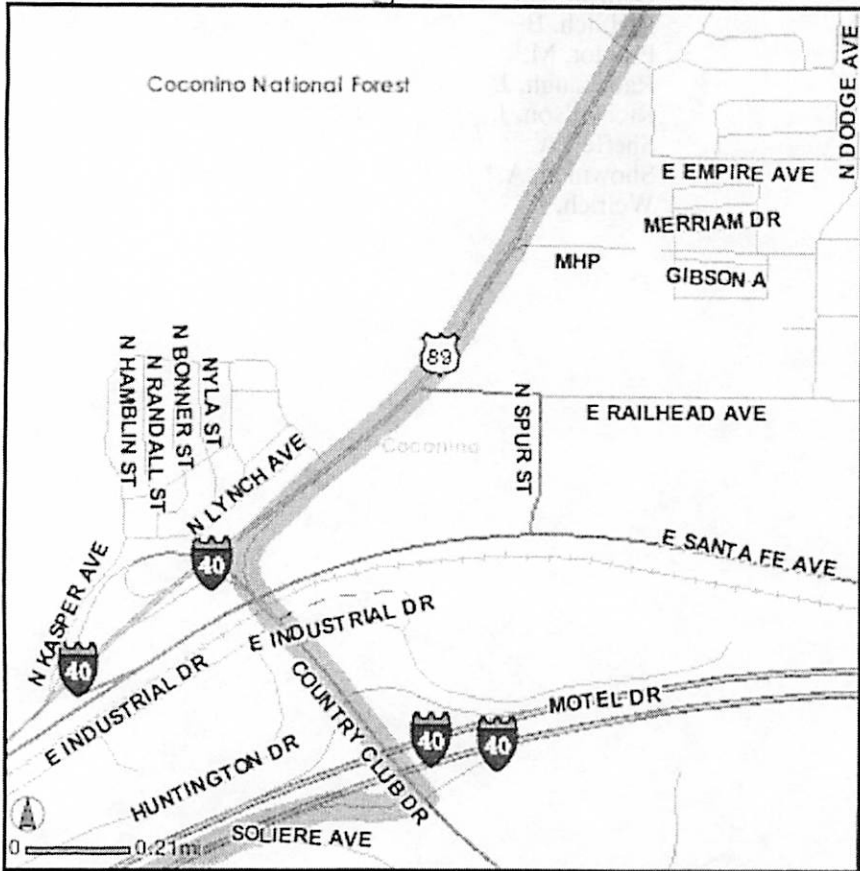 Coconino National Forest
N DODGE AVE
E EMPIRE AVE
MERRIAM DR
MHP
GIBSON A
89
N HAMBLIN ST
N RANDALL ST
N BONNER ST
NYLA ST
N LYNCH AVE
N SPUR ST
E RAILHEAD AVE
Coconino
40
E SANTA FE AVE
N KASPER AVE
40
E INDUSTRIAL DR
E INDUSTRIAL DR
COUNTRY CLUB DR
MOTEL DR
40
40
HUNTINGTON DR
SOLIERE AVE
0 0.21mi